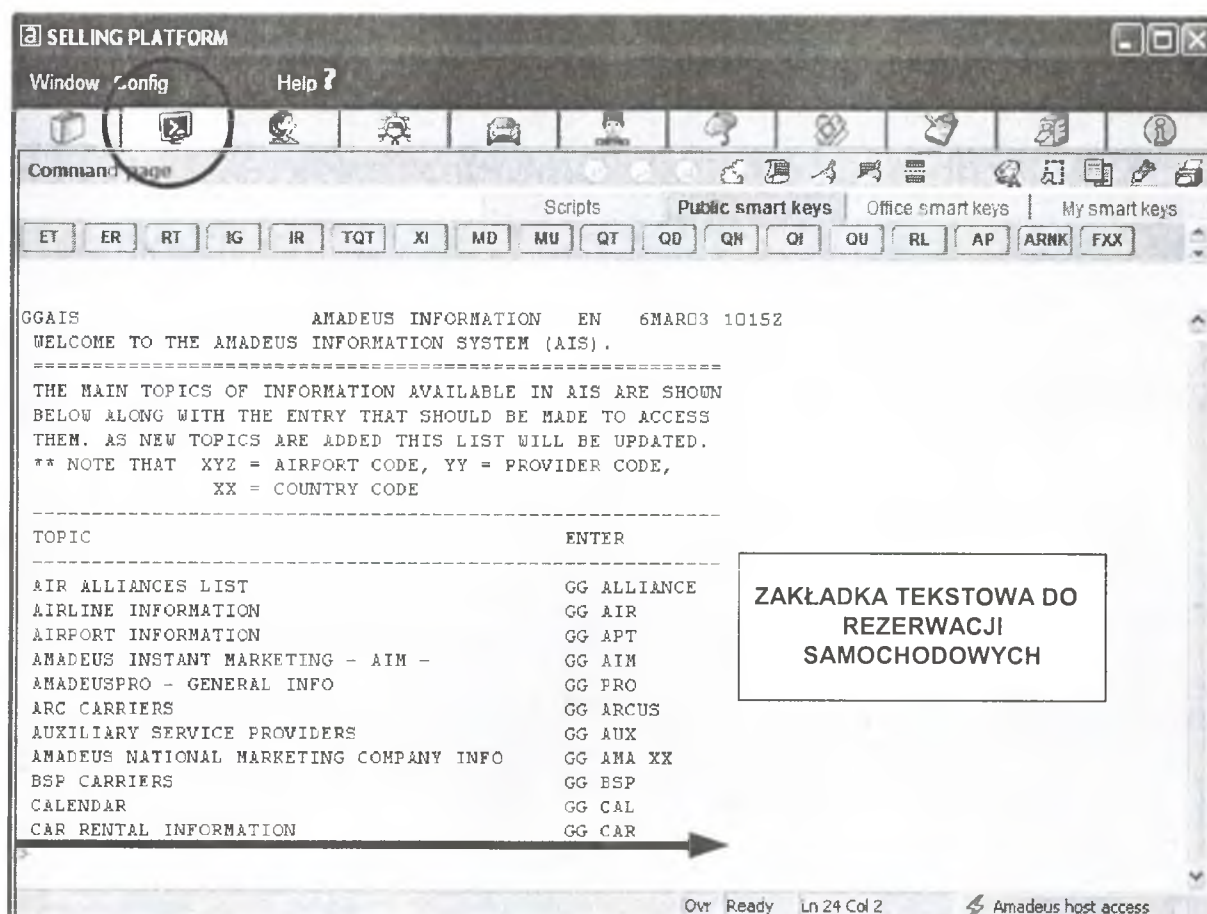 SELLING PLATFORM
Window Config Help ?
Command page
Scripts Public smart keys Office smart keys My smart keys
ET ER RT IG IR TQT XI MD MU QT QD QN QI QU RL AP ARNK FXX
GGAIS AMADEUS INFORMATION EN 6MAR03 1015Z
WELCOME TO THE AMADEUS INFORMATION SYSTEM (AIS).
============================================================
THE MAIN TOPICS OF INFORMATION AVAILABLE IN AIS ARE SHOWN
BELOW ALONG WITH THE ENTRY THAT SHOULD BE MADE TO ACCESS
THEM. AS NEW TOPICS ARE ADDED THIS LIST WILL BE UPDATED.
** NOTE THAT XYZ = AIRPORT CODE, YY = PROVIDER CODE,
XX = COUNTRY CODE
------------------------------------------------------------
TOPIC ENTER
------------------------------------------------------------
AIR ALLIANCES LIST GG ALLIANCE
AIRLINE INFORMATION GG AIR
AIRPORT INFORMATION GG APT
AMADEUS INSTANT MARKETING - AIM - GG AIM
AMADEUSPRO - GENERAL INFO GG PRO
ARC CARRIERS GG ARCUS
AUXILIARY SERVICE PROVIDERS GG AUX
AMADEUS NATIONAL MARKETING COMPANY INFO GG AMA XX
BSP CARRIERS GG BSP
CALENDAR GG CAL
CAR RENTAL INFORMATION GG CAR
>
ZAKŁADKA TEKSTOWA DO
REZERWACJI
SAMOCHODOWYCH
Ovr Ready Ln 24 Col 2 Amadeus host access